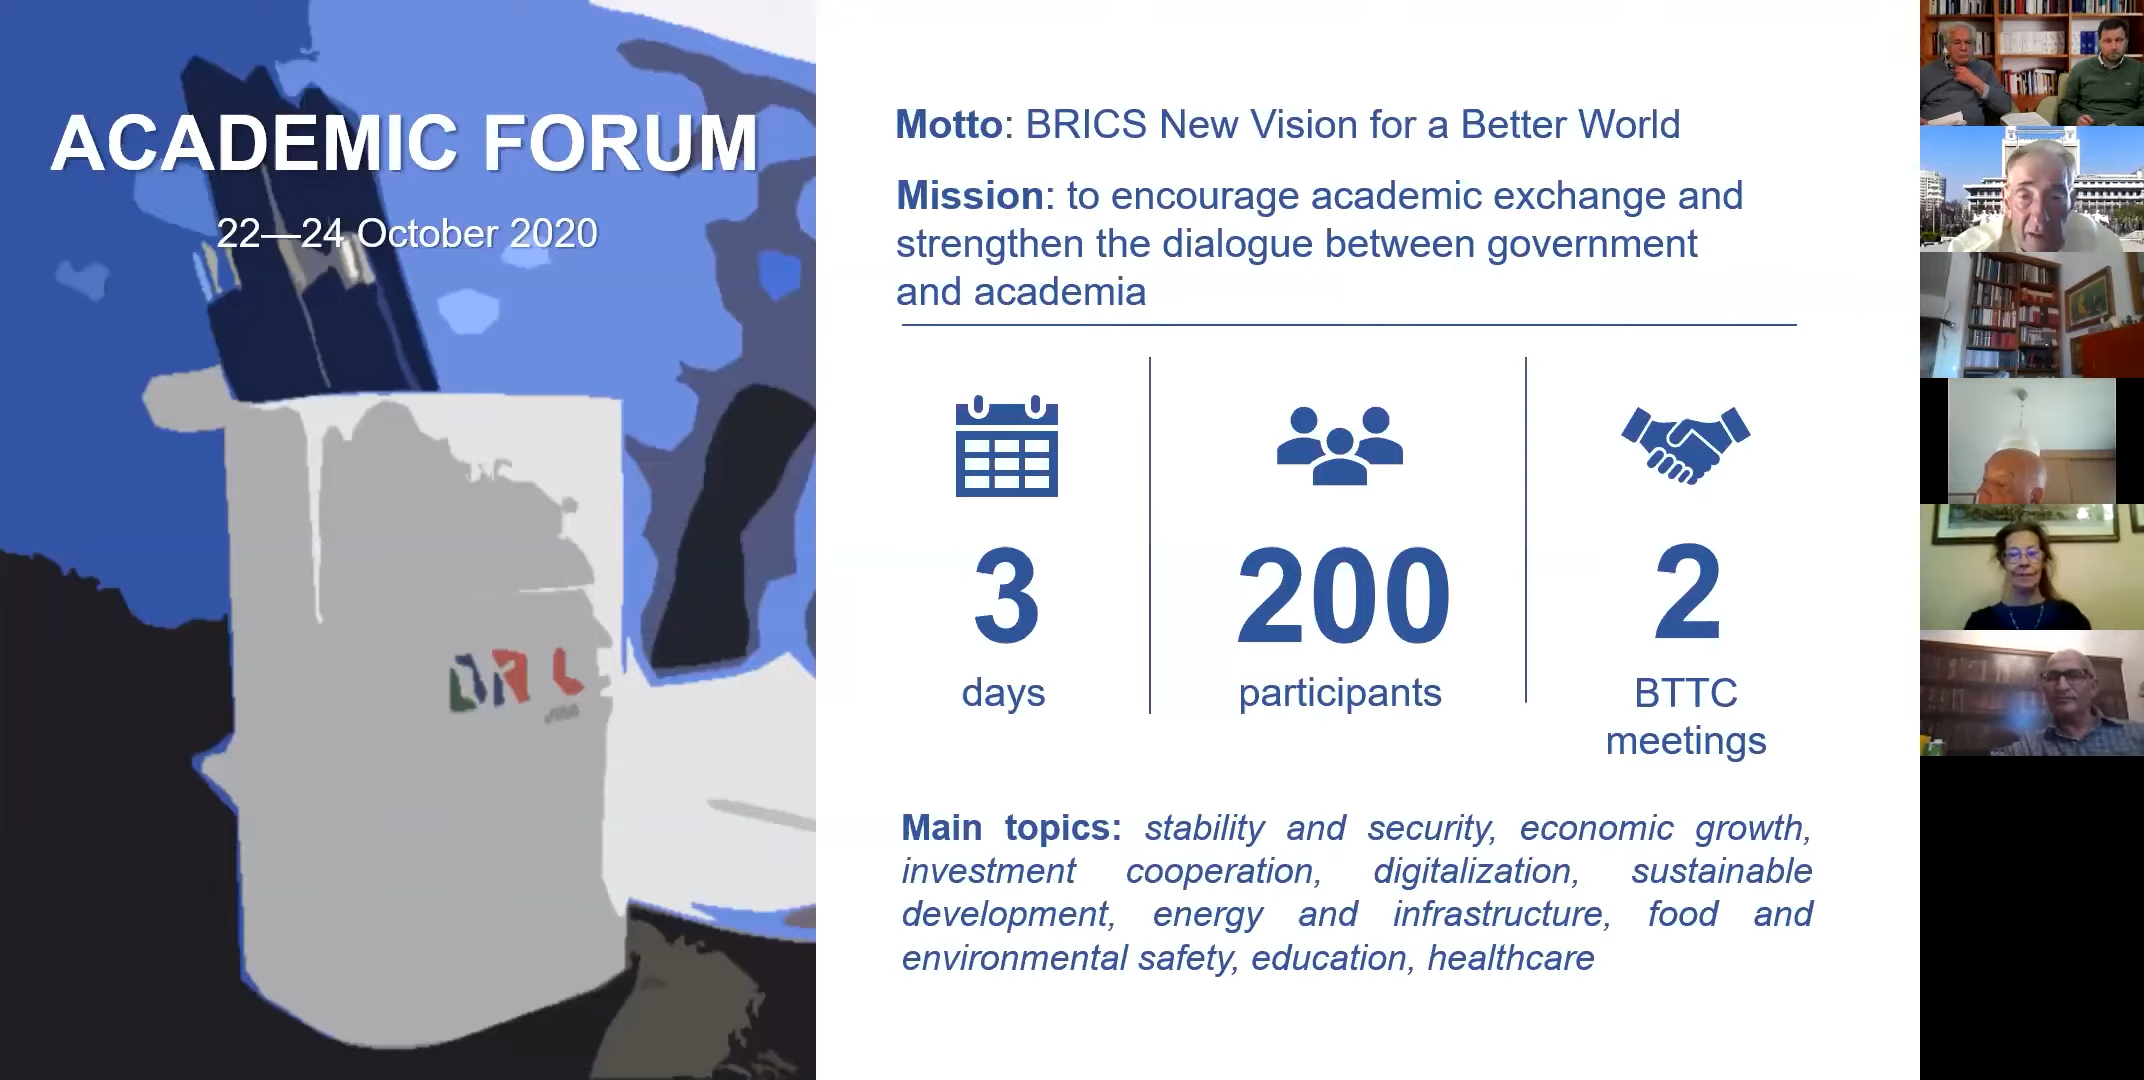 ACADEMIC FORUM
22—24 October 2020
Motto: BRICS New Vision for a Better World
Mission: to encourage academic exchange and
strengthen the dialogue between government
and academia
3
days
200
participants
2
BTTC
meetings
Main topics: stability and security, economic growth,
investment cooperation, digitalization, sustainable
development, energy and infrastructure, food and
environmental safety, education, healthcare